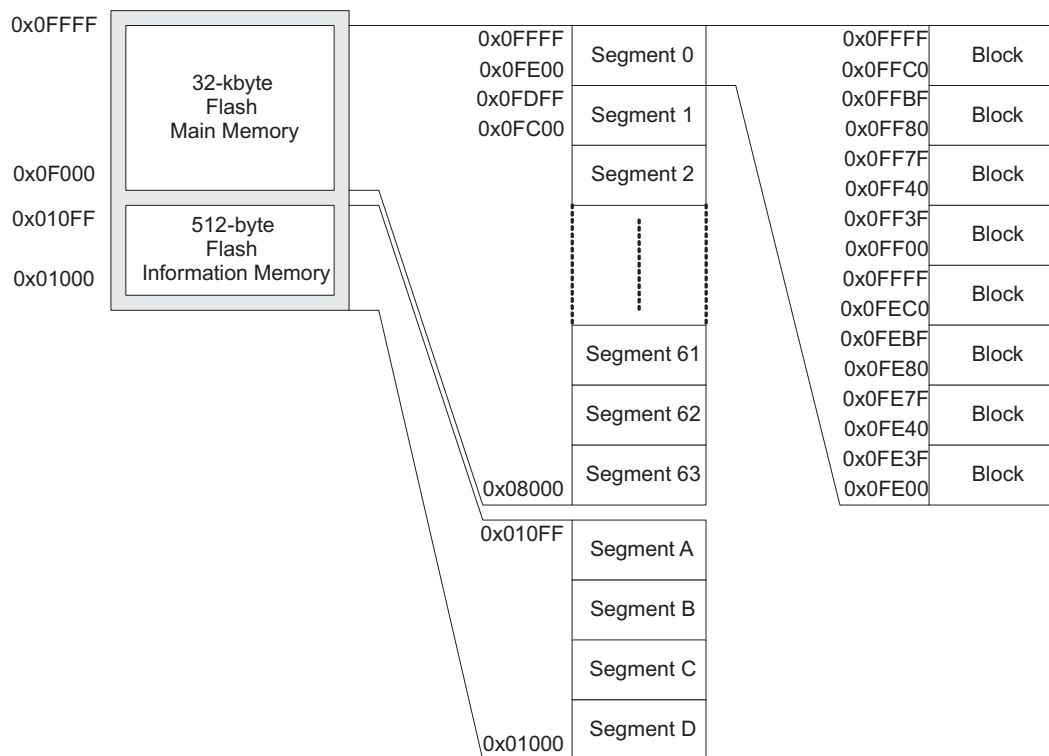 0x0FFFF
32-kbyte
Flash
Main Memory
0x0F000
0x010FF
512-byte
Flash
Information Memory
0x01000
0x0FFFF
Segment 0
0x0FE00
0x0FDFF
Segment 1
0x0FC00
Segment 2
Segment 61
Segment 62
Segment 63
0x08000
0x010FF
Segment A
Segment B
Segment C
Segment D
0x01000
0x0FFFF
Block
0x0FFC0
0x0FFBF
Block
0x0FF80
0x0FF7F
Block
0x0FF40
0x0FF3F
Block
0x0FF00
0x0FFFF
Block
0x0FEC0
0x0FEBF
Block
0x0FE80
0x0FE7F
Block
0x0FE40
0x0FE3F
Block
0x0FE00